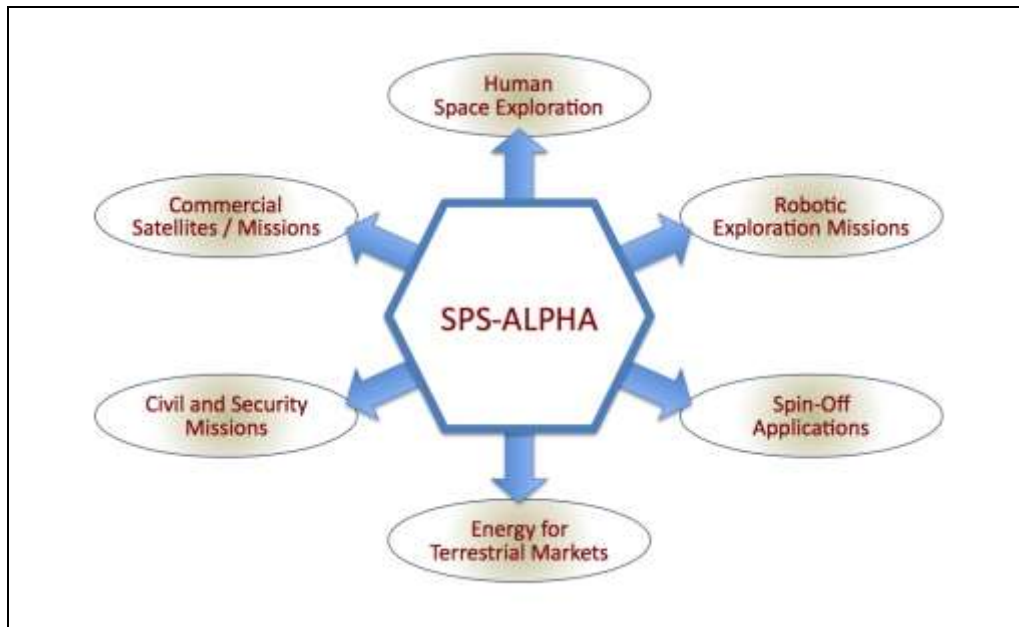 Human
Space Exploration
Commercial
Satellites / Missions
Robotic
Exploration Missions
SPS-ALPHA
Civil and Security
Missions
Spin-Off
Applications
Energy for
Terrestrial Markets